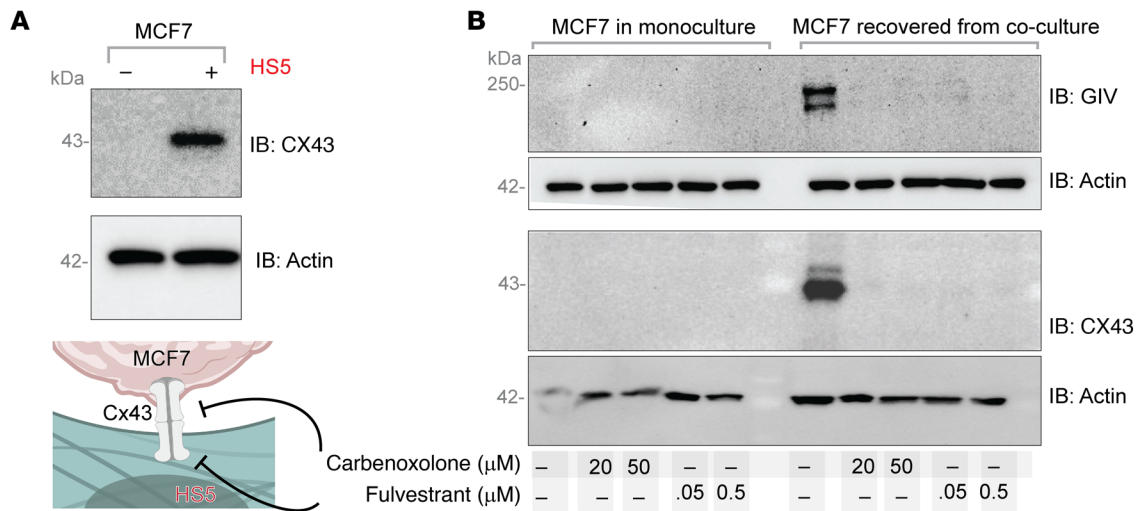 A
MCF7
kDa
– + HS5
43-
IB: CX43
42-
IB: Actin
MCF7
Cx43
HS5
B
MCF7 in monoculture
MCF7 recovered from co-culture
kDa
250-
IB: GIV
42-
IB: Actin
43-
IB: CX43
42-
IB: Actin
Carbenoxolone (μM) – 20 50 – – – 20 50 – –
Fulvestrant (μM) – – – .05 0.5 – – – .05 0.5